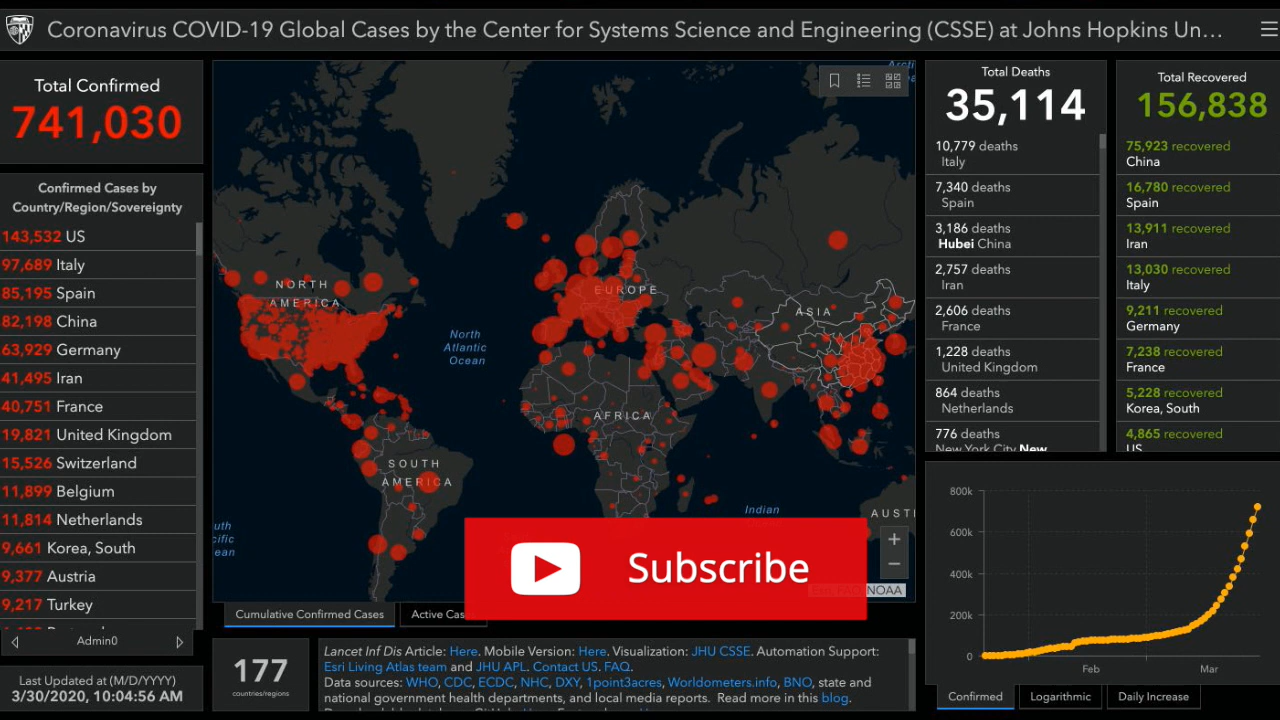 Coronavirus COVID-19 Global Cases by the Center for Systems Science and Engineering (CSSE) at Johns Hopkins Un...
Total Confirmed
741,030
Confirmed Cases by
Country/Region/Sovereignty
143,532 US
97,689 Italy
85,195 Spain
82,198 China
63,929 Germany
41,495 Iran
40,751 France
19,821 United Kingdom
15,526 Switzerland
11,899 Belgium
11,814 Netherlands
9,661 Korea, South
9,377 Austria
9,217 Turkey
Admin0
Last Updated at (M/D/YYYY)
3/30/2020, 10:04:56 AM
NORTH
AMERICA
North
Atlantic
Ocean
EUROPE
ASIA
AFRICA
SOUTH
AMERICA
Indian
AUST
uth
cific
ean
Arcti
Subscribe
NOAA
Cumulative Confirmed Cases
Active Cas
177
countries/regions
Lancet Inf Dis Article: Here. Mobile Version: Here. Visualization: JHU CSSE. Automation Support:
Esri Living Atlas team and JHU APL. Contact US. FAQ.
Data sources: WHO, CDC, ECDC, NHC, DXY, 1point3acres, Worldometers.info, BNO, state and
national government health departments, and local media reports. Read more in this blog.
Total Deaths
35,114
10,779 deaths
Italy
7,340 deaths
Spain
3,186 deaths
Hubei China
2,757 deaths
Iran
2,606 deaths
France
1,228 deaths
United Kingdom
864 deaths
Netherlands
776 deaths
New York City New
Total Recovered
156,838
75,923 recovered
China
16,780 recovered
Spain
13,911 recovered
Iran
13,030 recovered
Italy
9,211 recovered
Germany
7,238 recovered
France
5,228 recovered
Korea, South
4,865 recovered
US
800k
600k
400k
200k
0
Feb
Mar
Confirmed
Logarithmic
Daily Increase